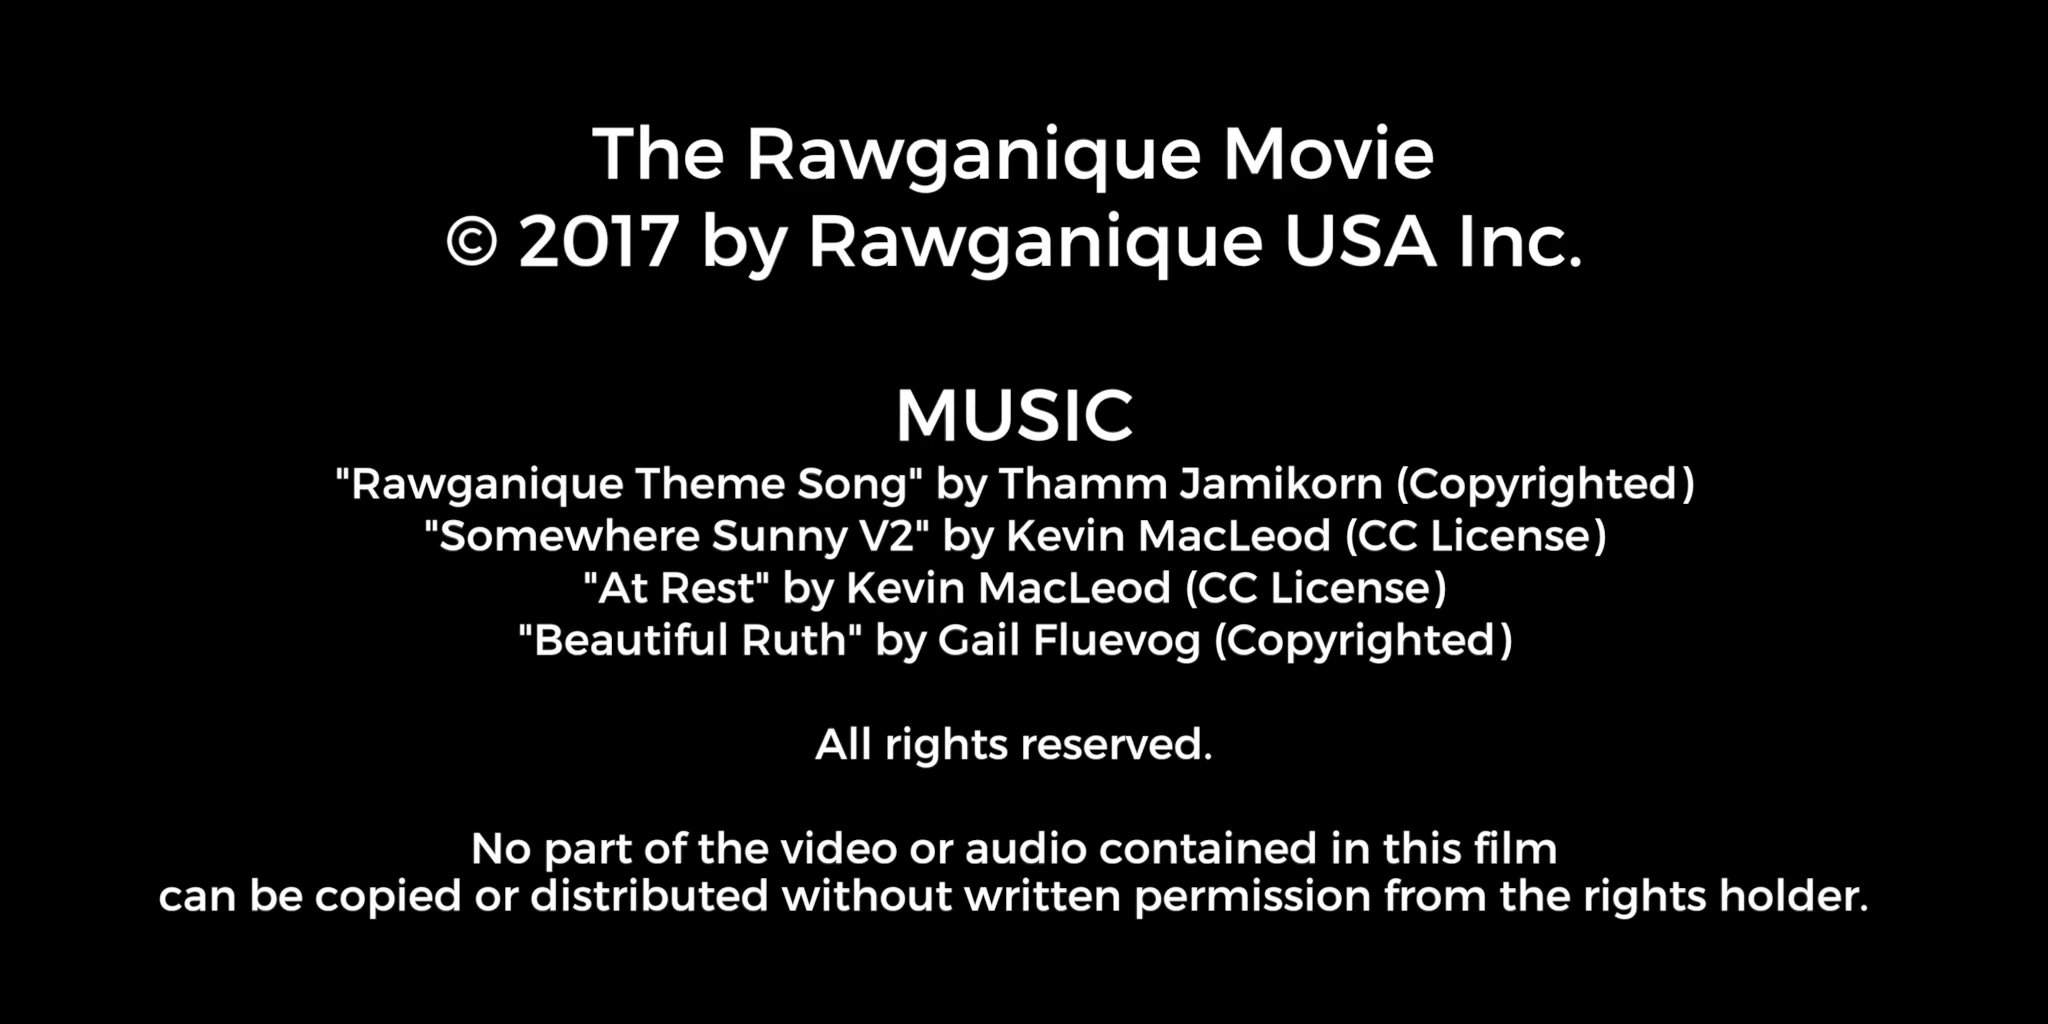 The Rawganique Movie
© 2017 by Rawganique USA Inc.
MUSIC
"Rawganique Theme Song" by Thamm Jamikorn (Copyrighted)
"Somewhere Sunny V2" by Kevin MacLeod (CC License)
"At Rest" by Kevin MacLeod (CC License)
"Beautiful Ruth" by Gail Fluevog (Copyrighted)
All rights reserved.
No part of the video or audio contained in this film
can be copied or distributed without written permission from the rights holder.